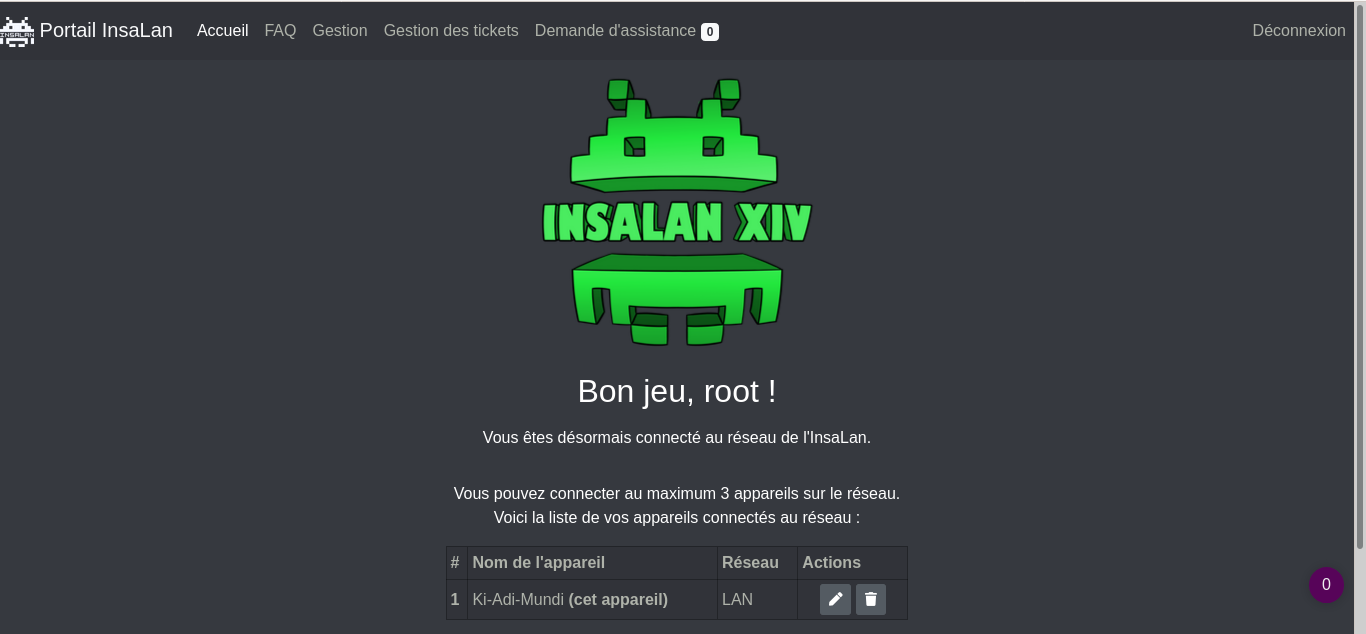 INSALAN Portail InsaLan Accueil FAQ Gestion Gestion des tickets Demande d'assistance 0 Déconnexion
INSALAN XIV
Bon jeu, root !
Vous êtes désormais connecté au réseau de l'InsaLan.
Vous pouvez connecter au maximum 3 appareils sur le réseau.
Voici la liste de vos appareils connectés au réseau :
# Nom de l'appareil Réseau Actions
1 Ki-Adi-Mundi (cet appareil) LAN
0